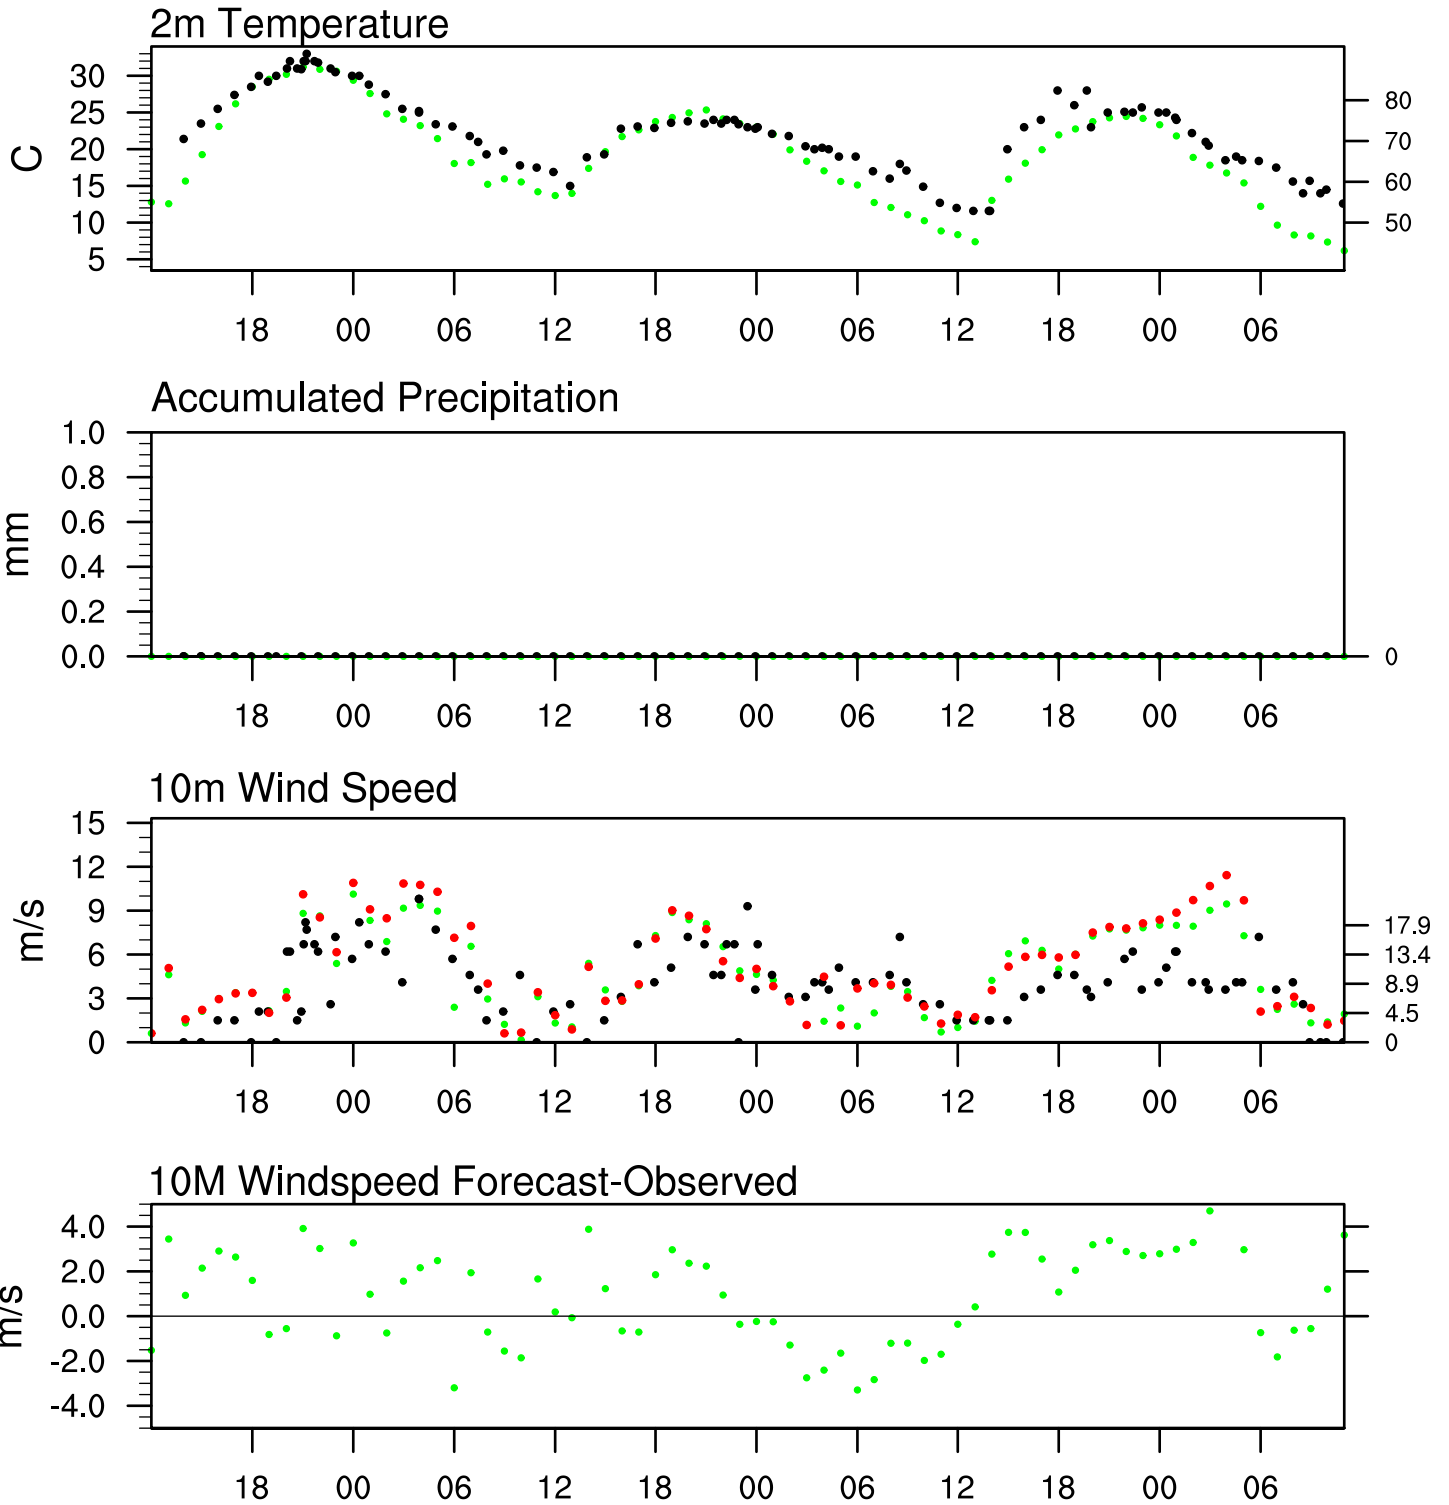 2m Temperature
30
25
20
15
10
5
C
80
70
60
50
18 00 06 12 18 00 06 12 18 00 06
Accumulated Precipitation
1.0
0.8
0.6
0.4
0.2
0.0
mm
0
18 00 06 12 18 00 06 12 18 00 06
10m Wind Speed
15
12
9
6
3
0
m/s
17.9
13.4
8.9
4.5
0
18 00 06 12 18 00 06 12 18 00 06
10M Windspeed Forecast-Observed
4.0
2.0
0.0
-2.0
-4.0
m/s
18 00 06 12 18 00 06 12 18 00 06